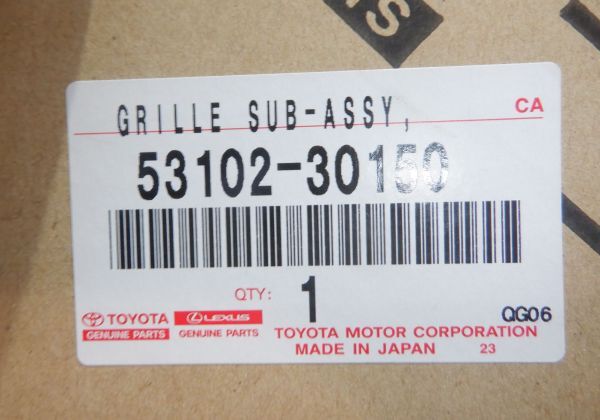 GRILLE SUB-ASSY,
CA
53102-30150
QTY: 1
QG06
TOYOTA LEXUS
GENUINE PARTS GENUINE PARTS
TOYOTA MOTOR CORPORATION
MADE IN JAPAN 23